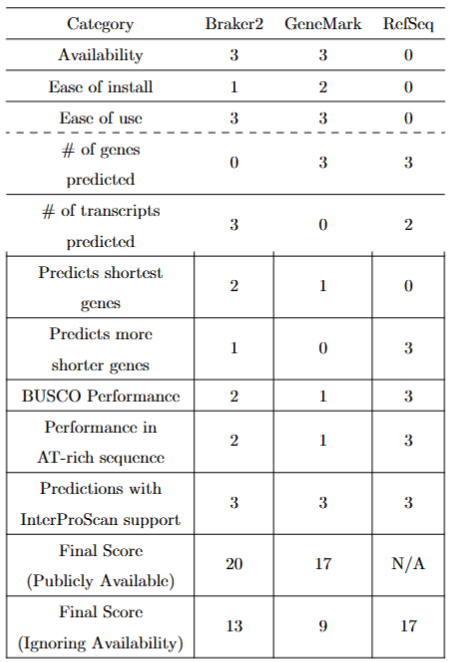 Category Braker2 GeneMark RefSeq
Availability 3 3 0
Ease of install 1 2 0
Ease of use 3 3 0
# of genes
predicted 0 3 3
# of transcripts
predicted 3 0 2
Predicts shortest
genes 2 1 0
Predicts more
shorter genes 1 0 3
BUSCO Performance 2 1 3
Performance in
AT-rich sequence 2 1 3
Predictions with
InterProScan support 3 3 3
Final Score
(Publicly Available) 20 17 N/A
Final Score
(Ignoring Availability) 13 9 17